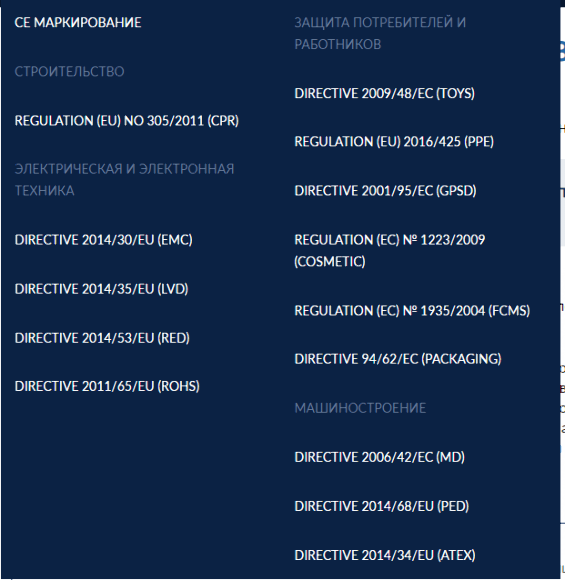 CE МАРКИРОВАНИЕ
СТРОИТЕЛЬСТВО
REGULATION (EU) NO 305/2011 (CPR)
ЭЛЕКТРИЧЕСКАЯ И ЭЛЕКТРОННАЯ
ТЕХНИКА
DIRECTIVE 2014/30/EU (EMC)
DIRECTIVE 2014/35/EU (LVD)
DIRECTIVE 2014/53/EU (RED)
DIRECTIVE 2011/65/EU (ROHS)
ЗАЩИТА ПОТРЕБИТЕЛЕЙ И
РАБОТНИКОВ
DIRECTIVE 2009/48/EC (TOYS)
REGULATION (EU) 2016/425 (PPE)
DIRECTIVE 2001/95/EC (GPSD)
REGULATION (EC) № 1223/2009
(COSMETIC)
REGULATION (EC) № 1935/2004 (FCMS)
DIRECTIVE 94/62/EC (PACKAGING)
МАШИНОСТРОЕНИЕ
DIRECTIVE 2006/42/EC (MD)
DIRECTIVE 2014/68/EU (PED)
DIRECTIVE 2014/34/EU (ATEX)